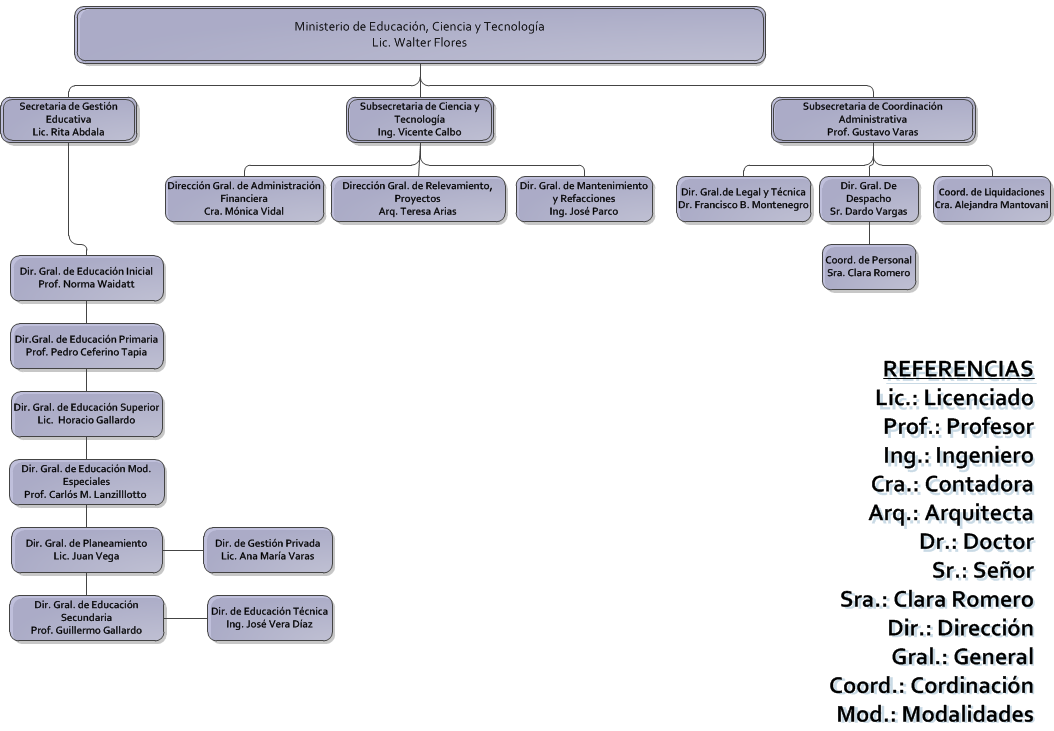 Ministerio de Educación, Ciencia y Tecnología
Lic. Walter Flores
Secretaria de Gestión
Educativa
Lic. Rita Abdala
Subsecretaria de Ciencia y
Tecnología
Ing. Vicente Calbo
Subsecretaria de Coordinación
Administrativa
Prof. Gustavo Varas
Dirección Gral. de Administración
Financiera
Cra. Mónica Vidal
Dirección Gral. de Relevamiento,
Proyectos
Arq. Teresa Arias
Dir. Gral. de Mantenimiento
y Refacciones
Ing. José Parco
Dir. Gral.de Legal y Técnica
Dr. Francisco B. Montenegro
Dir. Gral. De
Despacho
Sr. Dardo Vargas
Coord. de Liquidaciones
Cra. Alejandra Mantovani
Coord. de Personal
Sra. Clara Romero
Dir. Gral. de Educación Inicial
Prof. Norma Waidatt
Dir.Gral. de Educación Primaria
Prof. Pedro Ceferino Tapia
Dir. Gral. de Educación Superior
Lic. Horacio Gallardo
Dir. Gral. de Educación Mod.
Especiales
Prof. Carlós M. Lanzilllotto
Dir. Gral. de Planeamiento
Lic. Juan Vega
Dir. de Gestión Privada
Lic. Ana María Varas
Dir. Gral. de Educación
Secundaria
Prof. Guillermo Gallardo
Dir. de Educación Técnica
Ing. José Vera Díaz
REFERENCIAS
Lic.: Licenciado
Prof.: Profesor
Ing.: Ingeniero
Cra.: Contadora
Arq.: Arquitecta
Dr.: Doctor
Sr.: Señor
Sra.: Clara Romero
Dir.: Dirección
Gral.: General
Coord.: Cordinación
Mod.: Modalidades